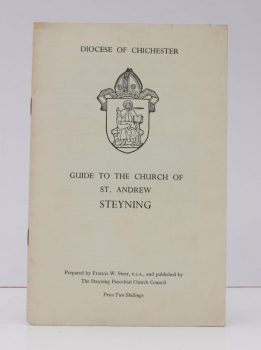 DIOCESE OF CHICHESTER
GUIDE TO THE CHURCH OF
ST. ANDREW
STEYNING
Prepared by Francis W. Steer, F.S.A., and published by
The Steyning Parochial Church Council
Price Two Shillings